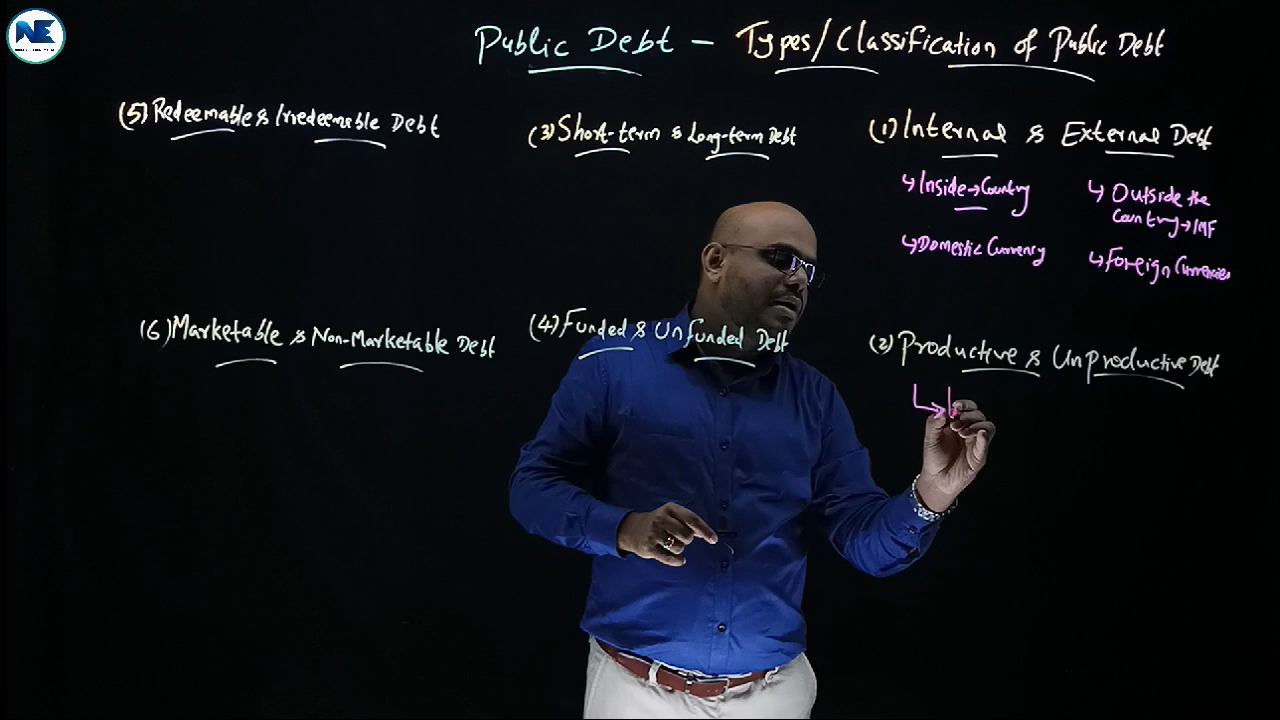 NE
Public Debt - Types/Classification of Public Debt
(1) Internal & External Debt
↳ Inside → Country
↳ Domestic Currency
↳ Outside the
Country → IMF
↳ Foreign Currencies
(2) Productive & Unproductive Debt
(3) Short-term & Long-term Debt
(4) Funded & Unfunded Debt
(5) Redeemable & Irredeemable Debt
(6) Marketable & Non-Marketable Debt